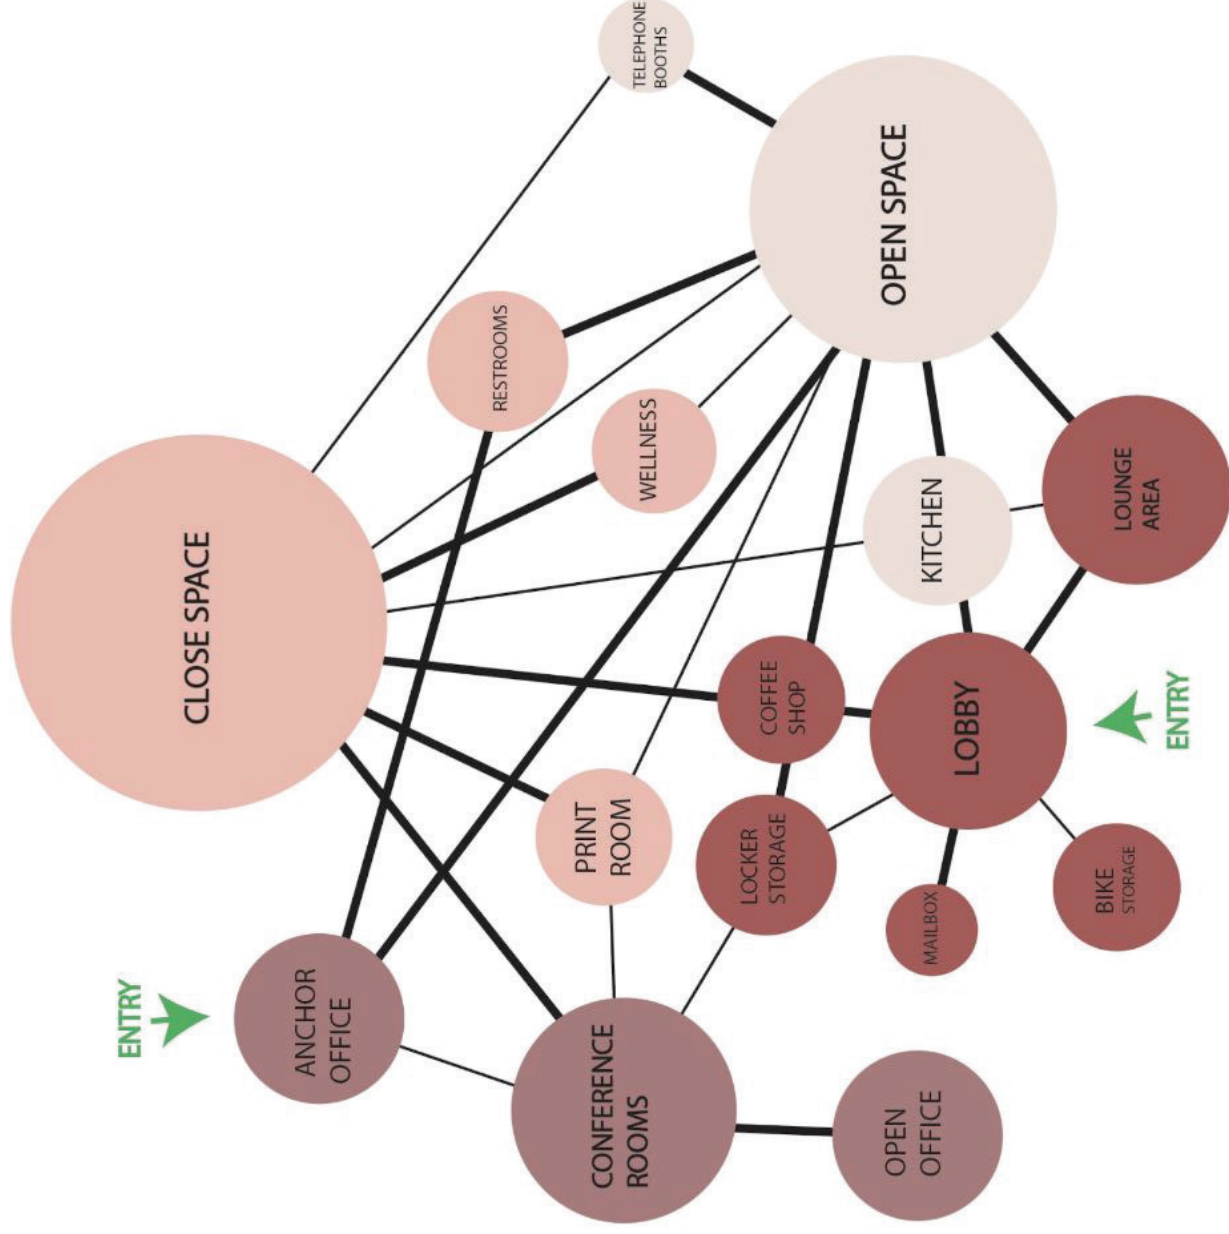 ENTRY
CLOSE SPACE
ANCHOR
OFFICE
RESTROOMS
CONFERENCE
ROOMS
PRINT
ROOM
WELLNESS
TELEPHONE
BOOTHS
LOCKER
STORAGE
COFFEE
SHOP
OPEN
OFFICE
MAILBOX
KITCHEN
OPEN SPACE
LOBBY
BIKE
STORAGE
LOUNGE
AREA
ENTRY